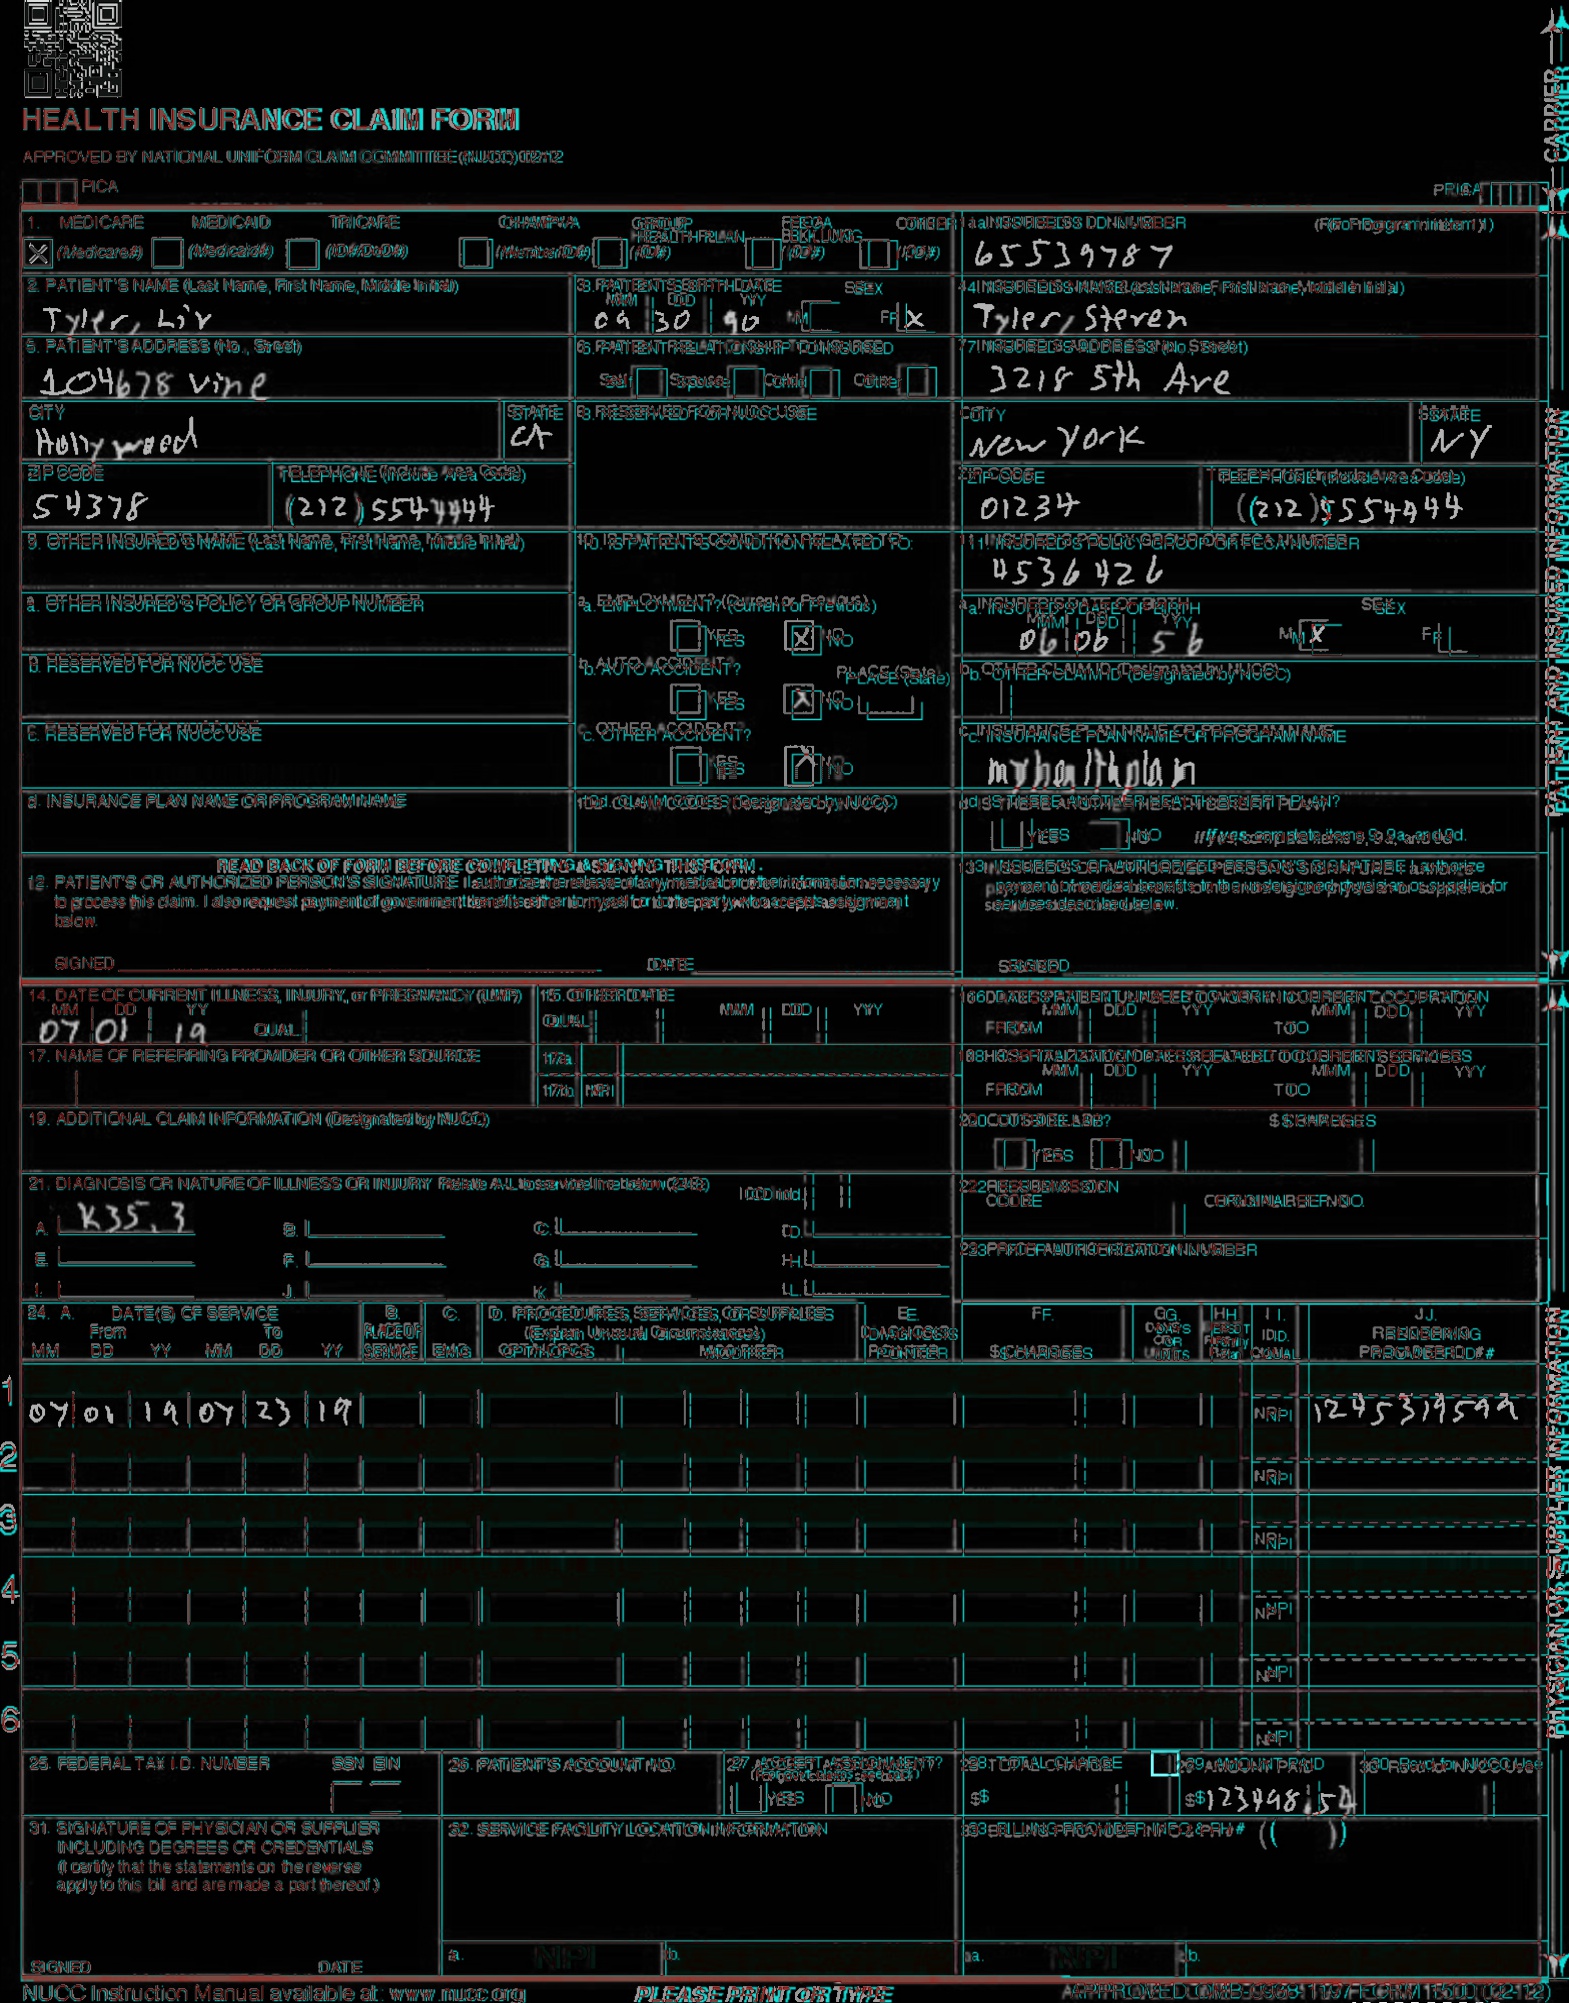 HEALTH INSURANCE CLAIM FORM
APPROVED BY NATIONAL UNIFORM CLAIM COMMITTEE (NUCC) 02/12
PICA
PICA
CARRIER
1. MEDICARE MEDICAID TRICARE CHAMPVA GROUP HEALTH PLAN FECA BLK LUNG OTHER
X (Medicare#) (Medicaid#) (ID#/DoD#) (Member ID#) (ID#) (ID#) (ID#)
1a. INSURED'S I.D. NUMBER (For Program in Item 1)
65539787
2. PATIENT'S NAME (Last Name, First Name, Middle Initial)
Tyler, Liv
3. PATIENT'S BIRTH DATE SEX
MM DD YY
09 30 90 M F X
4. INSURED'S NAME (Last Name, First Name, Middle Initial)
Tyler, Steven
5. PATIENT'S ADDRESS (No., Street)
104678 vine
6. PATIENT RELATIONSHIP TO INSURED
Self Spouse Child Other
7. INSURED'S ADDRESS (No., Street)
3218 5th Ave
CITY STATE
Hollywood CA
8. RESERVED FOR NUCC USE
CITY STATE
New York NY
ZIP CODE TELEPHONE (Include Area Code)
54378 (212) 5544444
ZIP CODE TELEPHONE (Include Area Code)
01234 (212) 5554444
9. OTHER INSURED'S NAME (Last Name, First Name, Middle Initial)
10. IS PATIENT'S CONDITION RELATED TO:
11. INSURED'S POLICY GROUP OR FECA NUMBER
4536426
a. OTHER INSURED'S POLICY OR GROUP NUMBER
a. EMPLOYMENT? (Current or Previous)
YES X NO
a. INSURED'S DATE OF BIRTH SEX
MM DD YY
06 06 56 M X F
b. RESERVED FOR NUCC USE
b. AUTO ACCIDENT? PLACE (State)
YES X NO
b. OTHER CLAIM ID (Designated by NUCC)
c. RESERVED FOR NUCC USE
c. OTHER ACCIDENT?
YES X NO
c. INSURANCE PLAN NAME OR PROGRAM NAME
myhealthplan
d. INSURANCE PLAN NAME OR PROGRAM NAME
10d. CLAIM CODES (Designated by NUCC)
d. IS THERE ANOTHER HEALTH BENEFIT PLAN?
YES NO If yes, complete items 9, 9a, and 9d.
READ BACK OF FORM BEFORE COMPLETING & SIGNING THIS FORM.
12. PATIENT'S OR AUTHORIZED PERSON'S SIGNATURE I authorize the release of any medical or other information necessary
to process this claim. I also request payment of government benefits either to myself or to the party who accepts assignment
below.
SIGNED DATE
13. INSURED'S OR AUTHORIZED PERSON'S SIGNATURE I authorize
payment of medical benefits to the undersigned physician or supplier for
services described below.
SIGNED
PATIENT AND INSURED INFORMATION
14. DATE OF CURRENT ILLNESS, INJURY, or PREGNANCY (LMP)
MM DD YY
07 01 19 QUAL.
15. OTHER DATE
QUAL. MM DD YY
16. DATES PATIENT UNABLE TO WORK IN CURRENT OCCUPATION
MM DD YY MM DD YY
FROM TO
17. NAME OF REFERRING PROVIDER OR OTHER SOURCE
17a.
17b. NPI
18. HOSPITALIZATION DATES RELATED TO CURRENT SERVICES
MM DD YY MM DD YY
FROM TO
19. ADDITIONAL CLAIM INFORMATION (Designated by NUCC)
20. OUTSIDE LAB? $ CHARGES
YES NO
21. DIAGNOSIS OR NATURE OF ILLNESS OR INJURY Relate A-L to service line below (24E)
ICD Ind.
A. K35.3 B. C. D.
E. F. G. H.
I. J. K. L.
22. RESUBMISSION CODE ORIGINAL REF. NO.
23. PRIOR AUTHORIZATION NUMBER
24. A. DATE(S) OF SERVICE B. C. D. PROCEDURES, SERVICES, OR SUPPLIES E. F. G. H. I. J.
From To PLACE OF (Explain Unusual Circumstances) DIAGNOSIS DAYS OR EPSDT Family ID. RENDERING
MM DD YY MM DD YY SERVICE EMG CPT/HCPCS MODIFIER POINTER $ CHARGES UNITS Plan QUAL. PROVIDER ID. #
1 07 01 19 07 23 19 NPI 1245319599
2 NPI
3 NPI
4 NPI
5 NPI
6 NPI
25. FEDERAL TAX I.D. NUMBER SSN EIN
26. PATIENT'S ACCOUNT NO.
27. ACCEPT ASSIGNMENT?
(For govt. claims, see back)
YES NO
28. TOTAL CHARGE
$
29. AMOUNT PAID
$ 123498.54
30. Rsvd for NUCC Use
31. SIGNATURE OF PHYSICIAN OR SUPPLIER
INCLUDING DEGREES OR CREDENTIALS
(I certify that the statements on the reverse
apply to this bill and are made a part thereof.)
SIGNED DATE
32. SERVICE FACILITY LOCATION INFORMATION
a. NPI b.
33. BILLING PROVIDER INFO & PH # ( )
a. NPI b.
PHYSICIAN OR SUPPLIER INFORMATION
NUCC Instruction Manual available at: www.nucc.org
PLEASE PRINT OR TYPE
APPROVED OMB-0938-1197 FORM 1500 (02-12)